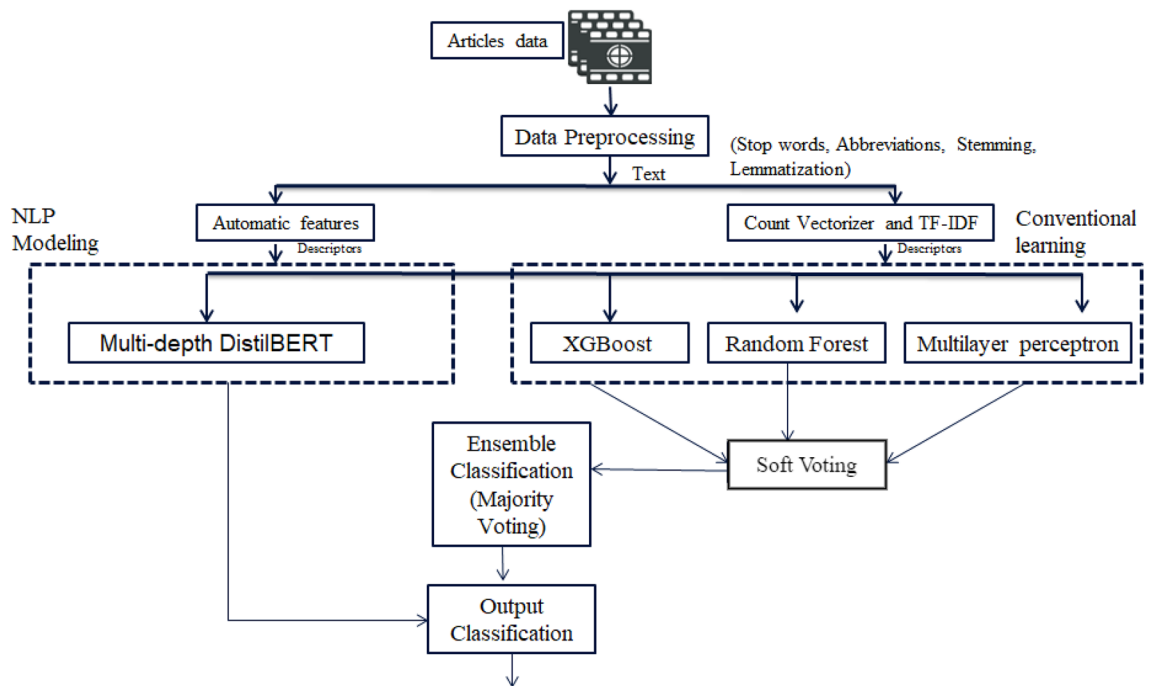 Articles data
Data Preprocessing
(Stop words, Abbreviations, Stemming,
Lemmatization)
Text
NLP
Modeling
Automatic features
Count Vectorizer and TF-IDF
Conventional
learning
Descriptors
Descriptors
Multi-depth DistilBERT
XGBoost
Random Forest
Multilayer perceptron
Ensemble
Classification
(Majority
Voting)
Soft Voting
Output
Classification